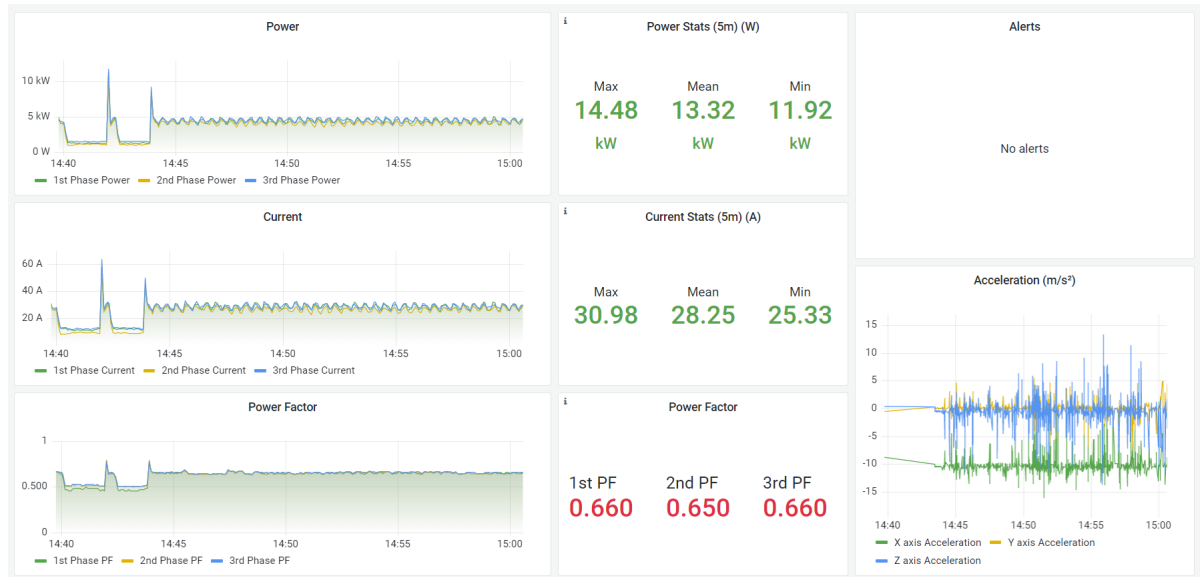 Power
10 kW
5 kW
0 W
14:40 14:45 14:50 14:55 15:00
1st Phase Power 2nd Phase Power 3rd Phase Power
i
Power Stats (5m) (W)
Max Mean Min
14.48 13.32 11.92
kW kW kW
Alerts
No alerts
Current
60 A
40 A
20 A
14:40 14:45 14:50 14:55 15:00
1st Phase Current 2nd Phase Current 3rd Phase Current
i
Current Stats (5m) (A)
Max Mean Min
30.98 28.25 25.33
Acceleration (m/s²)
15
10
5
0
-5
-10
-15
14:40 14:45 14:50 14:55 15:00
X axis Acceleration Y axis Acceleration
Z axis Acceleration
Power Factor
1
0.500
0
14:40 14:45 14:50 14:55 15:00
1st Phase PF 2nd Phase PF 3rd Phase PF
i
Power Factor
1st PF 2nd PF 3rd PF
0.660 0.650 0.660